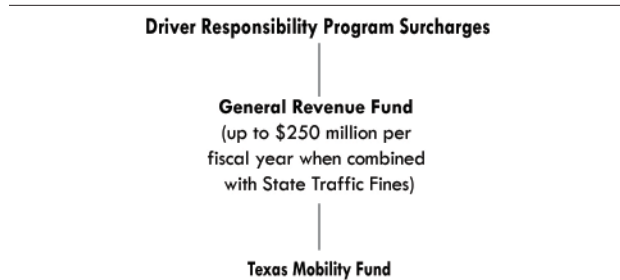 Driver Responsibility Program Surcharges
General Revenue Fund
(up to $250 million per
fiscal year when combined
with State Traffic Fines)
Texas Mobility Fund